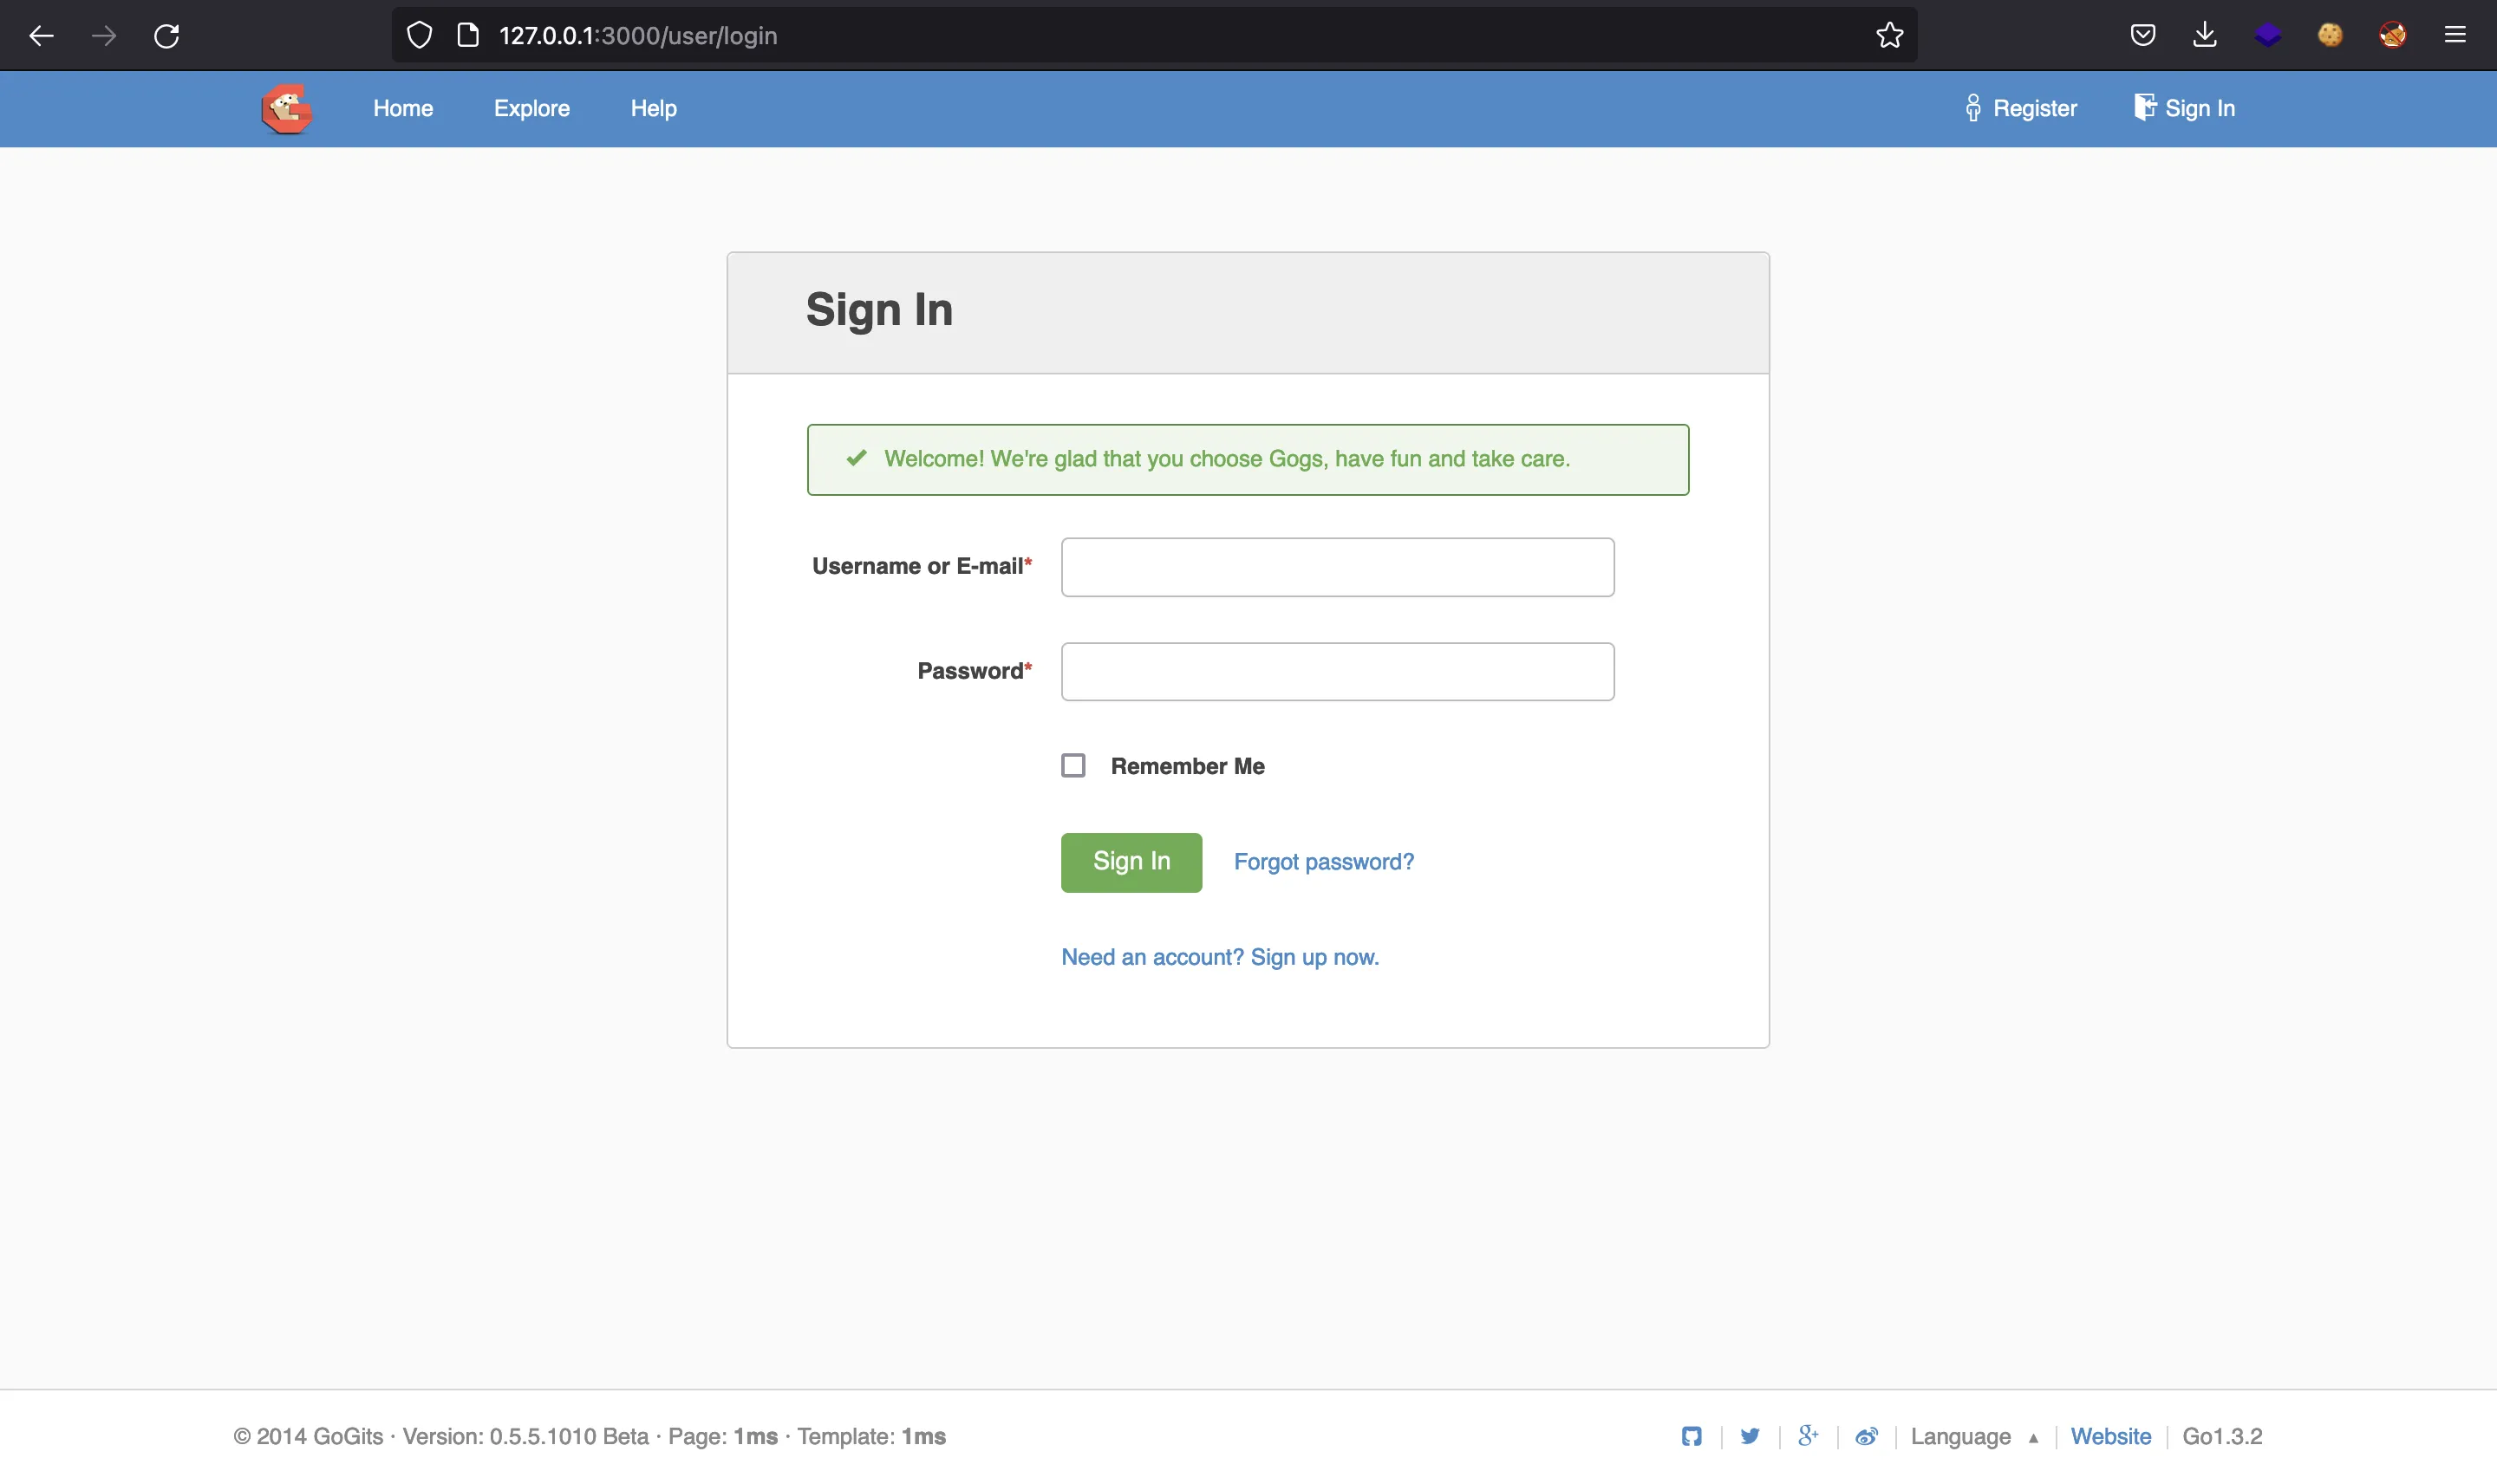 127.0.0.1:3000/user/login
Home Explore Help Register Sign In
Sign In
Welcome! We're glad that you choose Gogs, have fun and take care.
Username or E-mail*
Password*
Remember Me
Sign In Forgot password?
Need an account? Sign up now.
© 2014 GoGits · Version: 0.5.5.1010 Beta · Page: 1ms · Template: 1ms
Language ▲ Website Go1.3.2